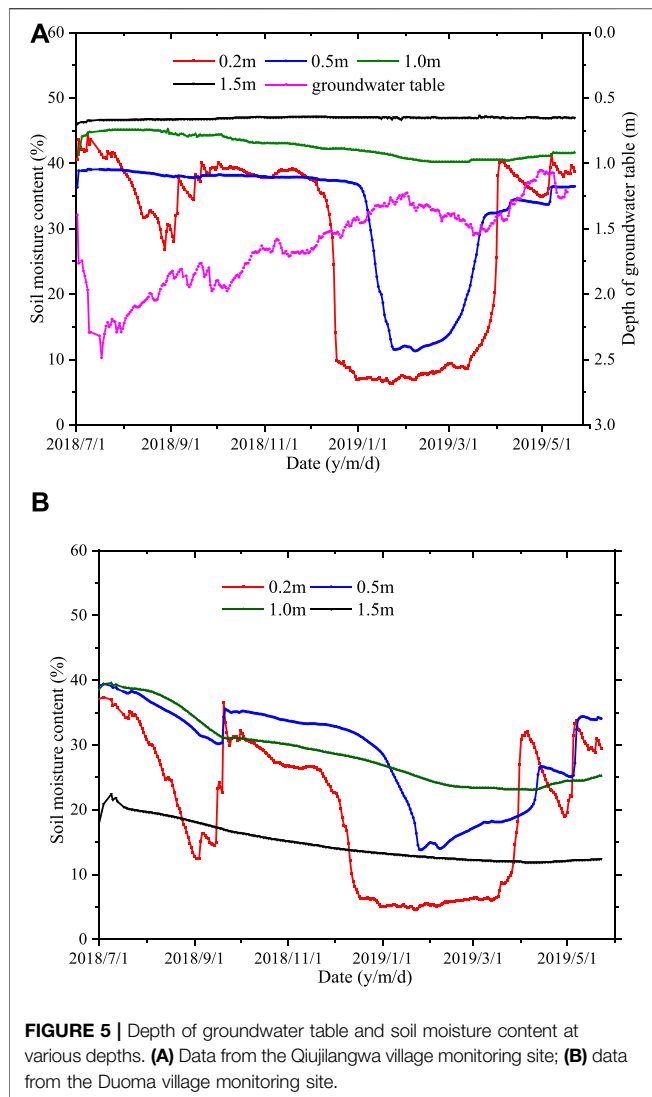 A
0.2m 0.5m 1.0m
1.5m groundwater table
60
50
40
30
20
10
0
Soil moisture content (%)
0.0
0.5
1.0
1.5
2.0
2.5
3.0
Depth of groundwater table (m)
2018/7/1 2018/9/1 2018/11/1 2019/1/1 2019/3/1 2019/5/1
Date (y/m/d)
B
0.2m 0.5m
1.0m 1.5m
60
50
40
30
20
10
0
Soil moisture content (%)
2018/7/1 2018/9/1 2018/11/1 2019/1/1 2019/3/1 2019/5/1
Date (y/m/d)
FIGURE 5 | Depth of groundwater table and soil moisture content at
various depths. (A) Data from the Qiujilangwa village monitoring site; (B) data
from the Duoma village monitoring site.